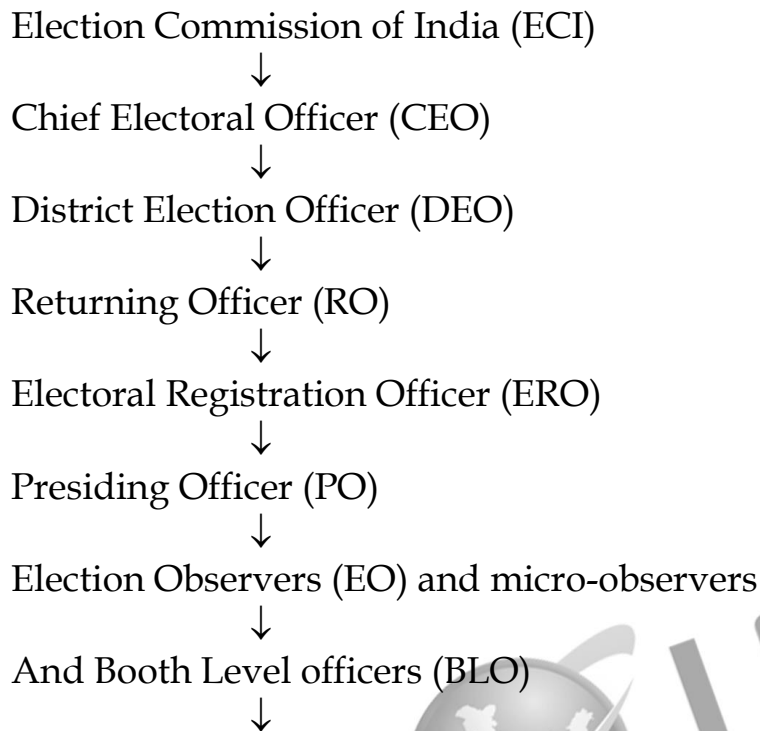 Election Commission of India (ECI)
↓
Chief Electoral Officer (CEO)
↓
District Election Officer (DEO)
↓
Returning Officer (RO)
↓
Electoral Registration Officer (ERO)
↓
Presiding Officer (PO)
↓
Election Observers (EO) and micro-observers
↓
And Booth Level officers (BLO)
↓